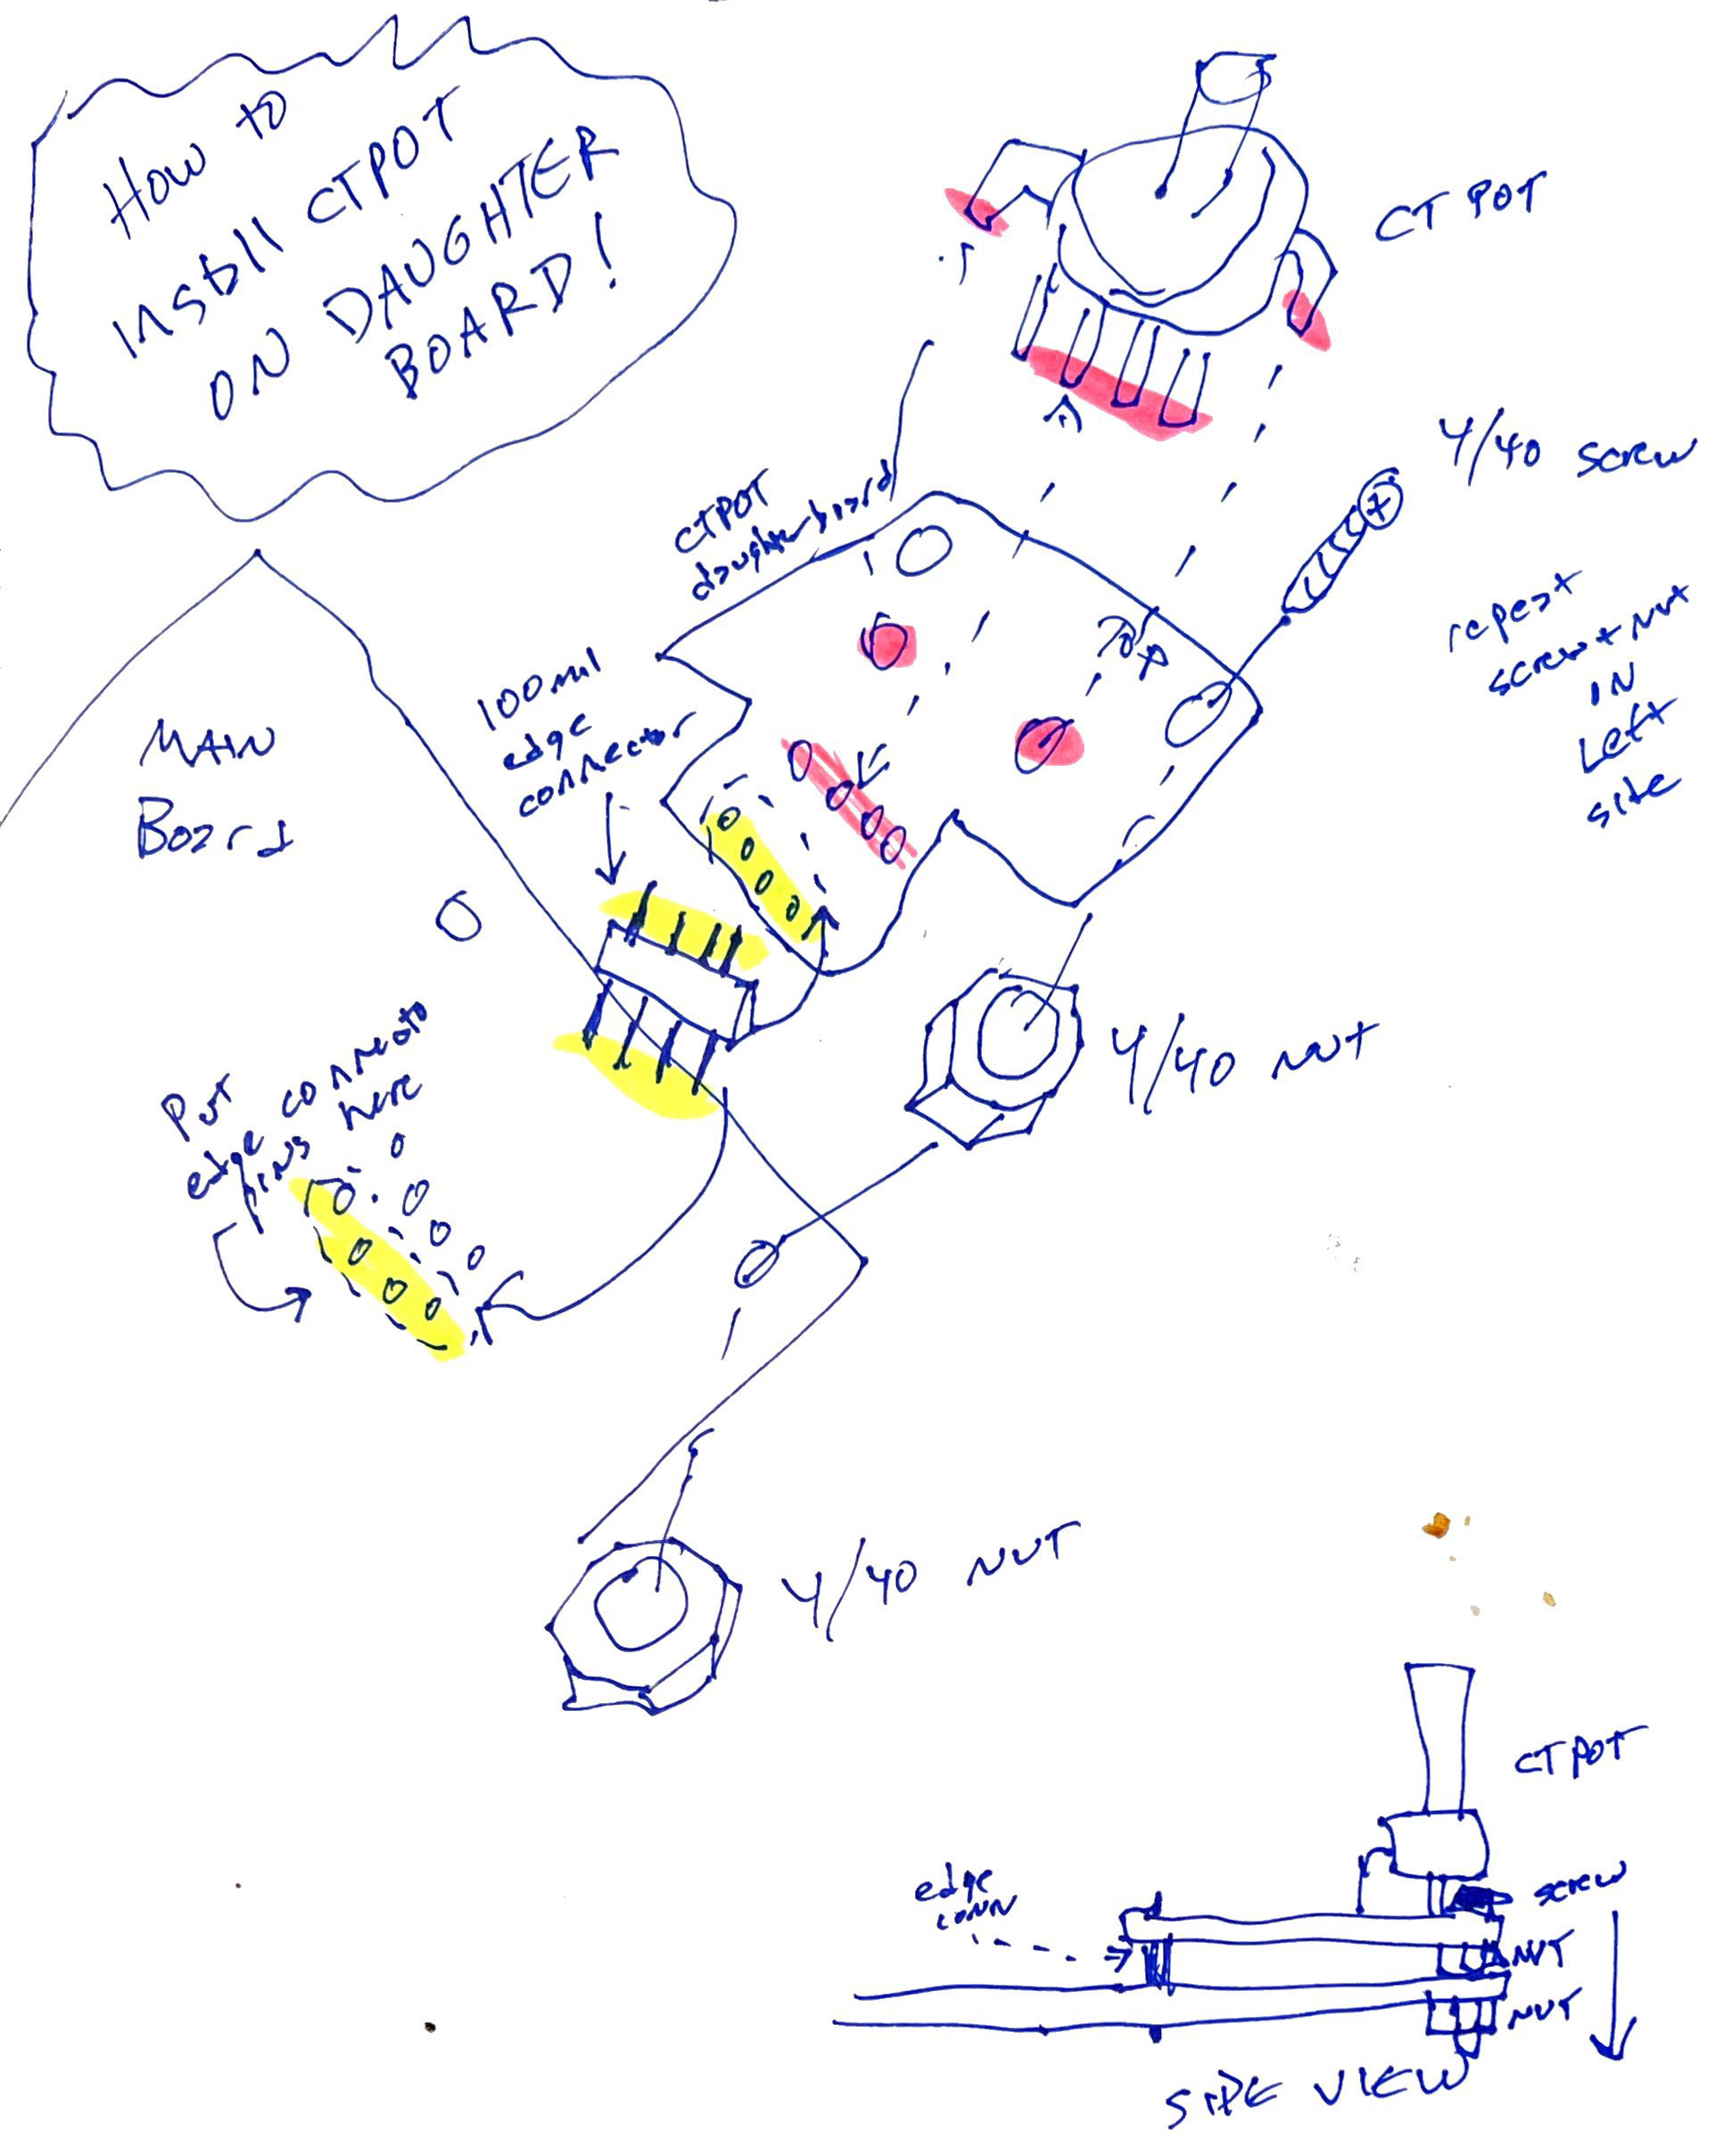 How to
Install CTPOT
ON DAUGHTER
BOARD!
CT POT
4/40 screw
CTPOT
daughterboard
TOP
repeat
screw + nut
IN
Left
side
100mil
edge
connector
MAIN
Board
Put
edge connector
pins here
4/40 nut
4/40 NUT
CTPOT
edge
CONN
screw
NUT
NUT
SIDE VIEW